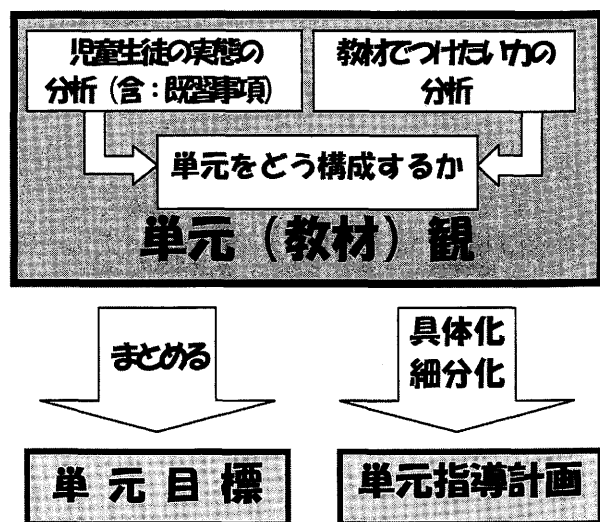 児童生徒の実態の
分析（含：既習事項）
教材でつけたい力の
分析
単元をどう構成するか
単元（教材）観
まとめる
具体化
細分化
単元目標
単元指導計画